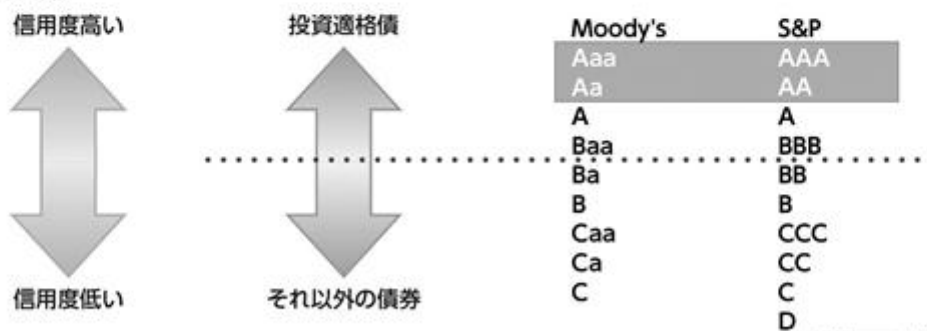 信用度高い 投資適格債 Moody's S&P
Aaa AAA
Aa AA
A A
Baa BBB
Ba BB
B B
Caa CCC
Ca CC
C C
信用度低い それ以外の債券
D